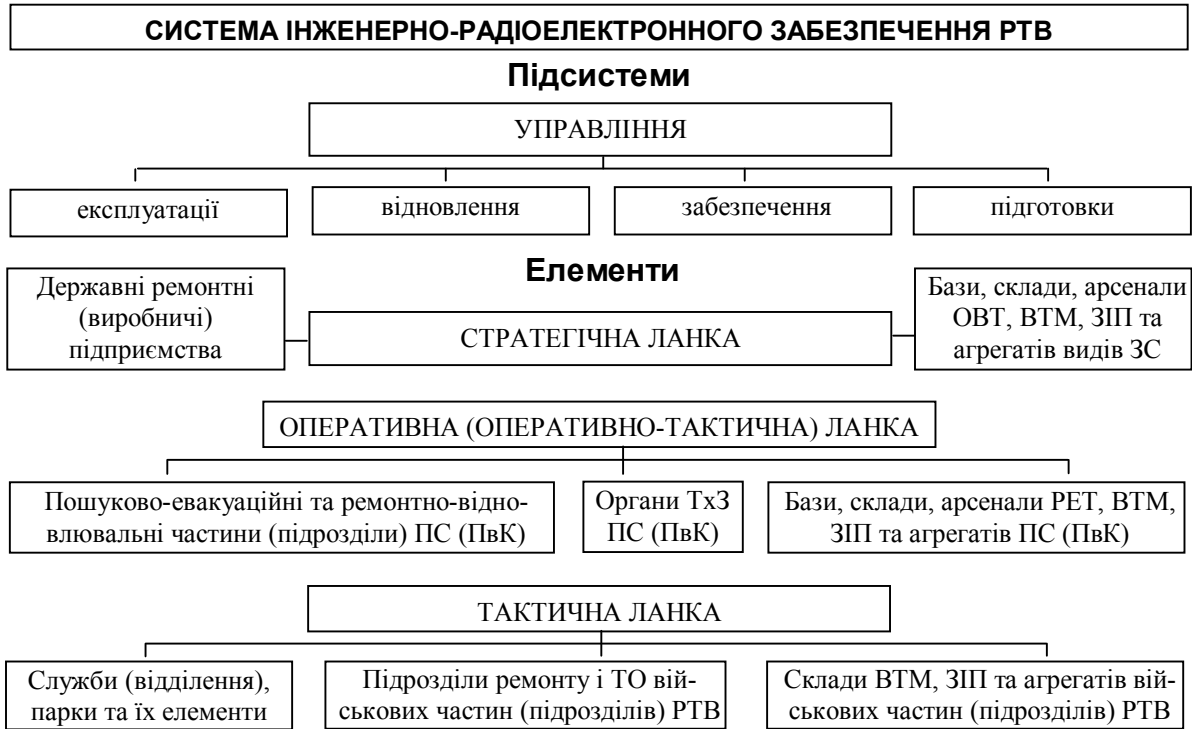 СИСТЕМА ІНЖЕНЕРНО-РАДІОЕЛЕКТРОННОГО ЗАБЕЗПЕЧЕННЯ РТВ
Підсистеми
УПРАВЛІННЯ
експлуатації
відновлення
забезпечення
підготовки
Елементи
Державні ремонтні
(виробничі)
підприємства
СТРАТЕГІЧНА ЛАНКА
Бази, склади, арсенали
ОВТ, ВТМ, ЗІП та
агрегатів видів ЗС
ОПЕРАТИВНА (ОПЕРАТИВНО-ТАКТИЧНА) ЛАНКА
Пошуково-евакуаційні та ремонтно-відно-
влювальні частини (підрозділи) ПС (ПвК)
Органи ТхЗ
ПС (ПвК)
Бази, склади, арсенали РЕТ, ВТМ,
ЗІП та агрегатів ПС (ПвК)
ТАКТИЧНА ЛАНКА
Служби (відділення),
парки та їх елементи
Підрозділи ремонту і ТО вій-
ськових частин (підрозділів) РТВ
Склади ВТМ, ЗІП та агрегатів вій-
ськових частин (підрозділів) РТВ